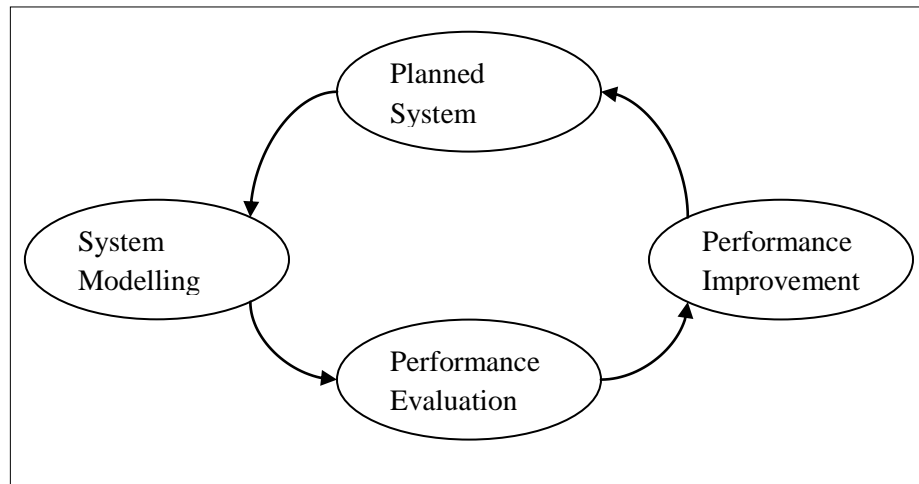 Planned
System
System
Modelling
Performance
Improvement
Performance
Evaluation